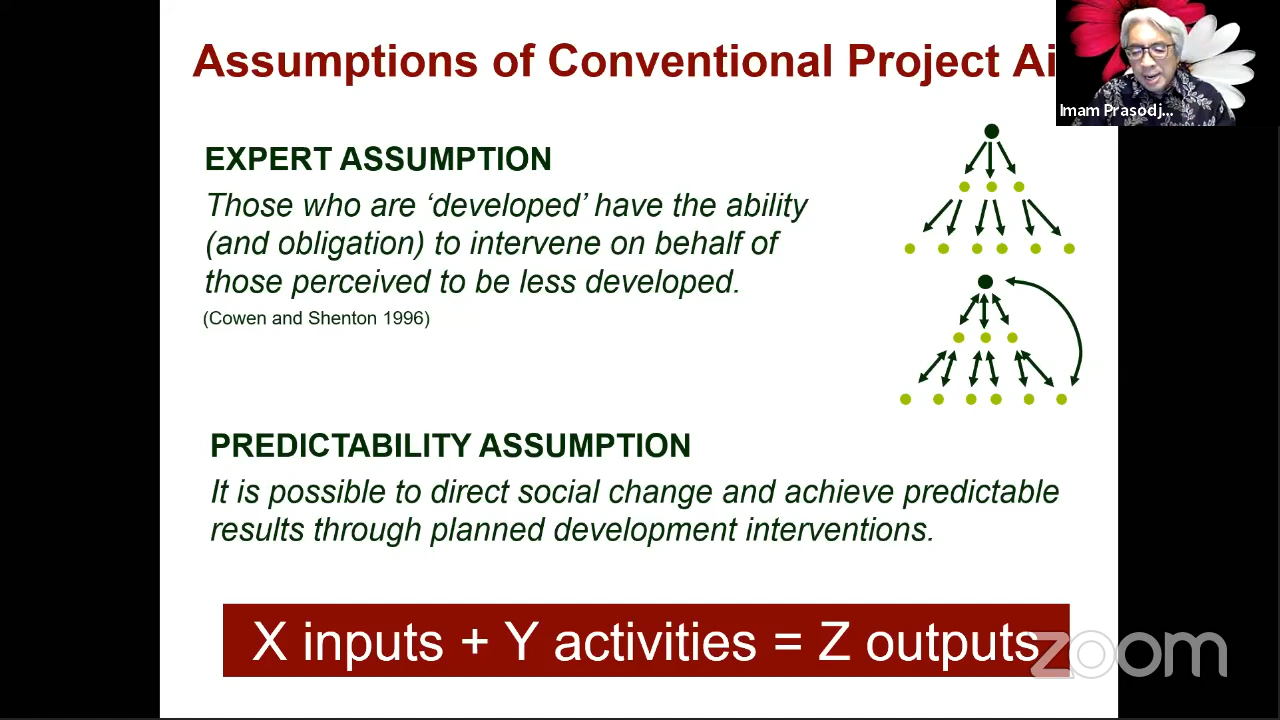 Assumptions of Conventional Project Ai
Imam Prasodj...
EXPERT ASSUMPTION
Those who are ‘developed’ have the ability
(and obligation) to intervene on behalf of
those perceived to be less developed.
(Cowen and Shenton 1996)
PREDICTABILITY ASSUMPTION
It is possible to direct social change and achieve predictable
results through planned development interventions.
X inputs + Y activities = Z outputs
zoom